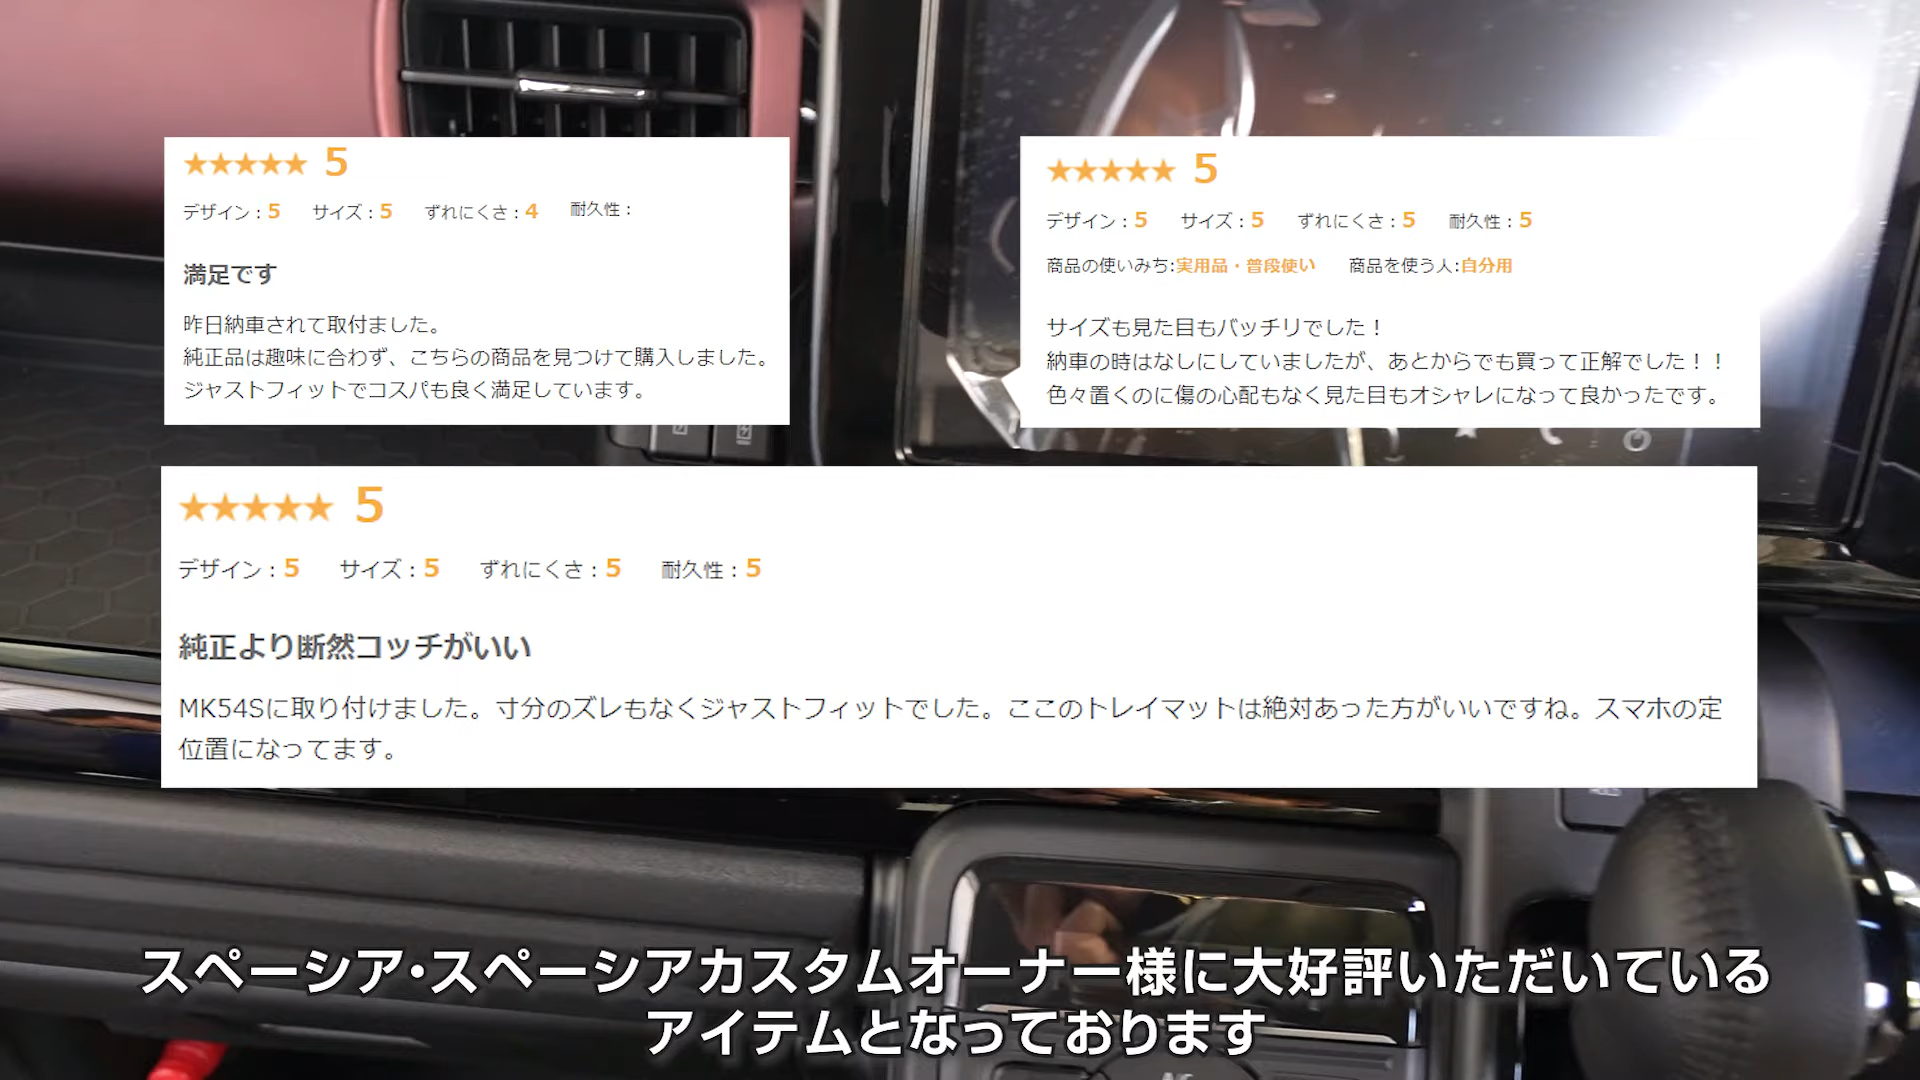 ★★★★★ 5
デザイン：5 サイズ：5 ずれにくさ：4 耐久性：
満足です
昨日納車されて取付ました。
純正品は趣味に合わず、こちらの商品を見つけて購入しました。
ジャストフィットでコスパも良く満足しています。
★★★★★ 5
デザイン：5 サイズ：5 ずれにくさ：5 耐久性：5
商品の使いみち:実用品・普段使い 商品を使う人:自分用
サイズも見た目もバッチリでした！
納車の時はなしにしていましたが、あとからでも買って正解でした！！
色々置くのに傷の心配もなく見た目もオシャレになって良かったです。
★★★★★ 5
デザイン：5 サイズ：5 ずれにくさ：5 耐久性：5
純正より断然コッチがいい
MK54Sに取り付けました。寸分のズレもなくジャストフィットでした。ここのトレイマットは絶対あった方がいいですね。スマホの定
位置になってます。
スペーシア・スペーシアカスタムオーナー様に大好評いただいている
アイテムとなっております